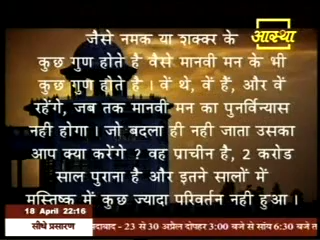 जैसे नमक या शक्कर के
आस्था
कुछ गुण होते है वैसे मानवी मन के भी
कुछ गुण होते है । वें थे, वें हैं, और वें
रहेंगे, जब तक मानवी मन का पुनर्विन्यास
नही होगा । जो बदला ही नही जाता उसका
आप क्या करेंगे ? वह प्राचीन है, 2 करोड
साल पुराना है और इतने सालों में
मस्तिष्क में कुछ ज्यादा परिवर्तन नही हुआ ।
18 April 22:16
सीधे प्रसारण दाबाद - 23 से 30 अप्रेल दोपहर 3:00 बजे से सांय 6:30 बजे त